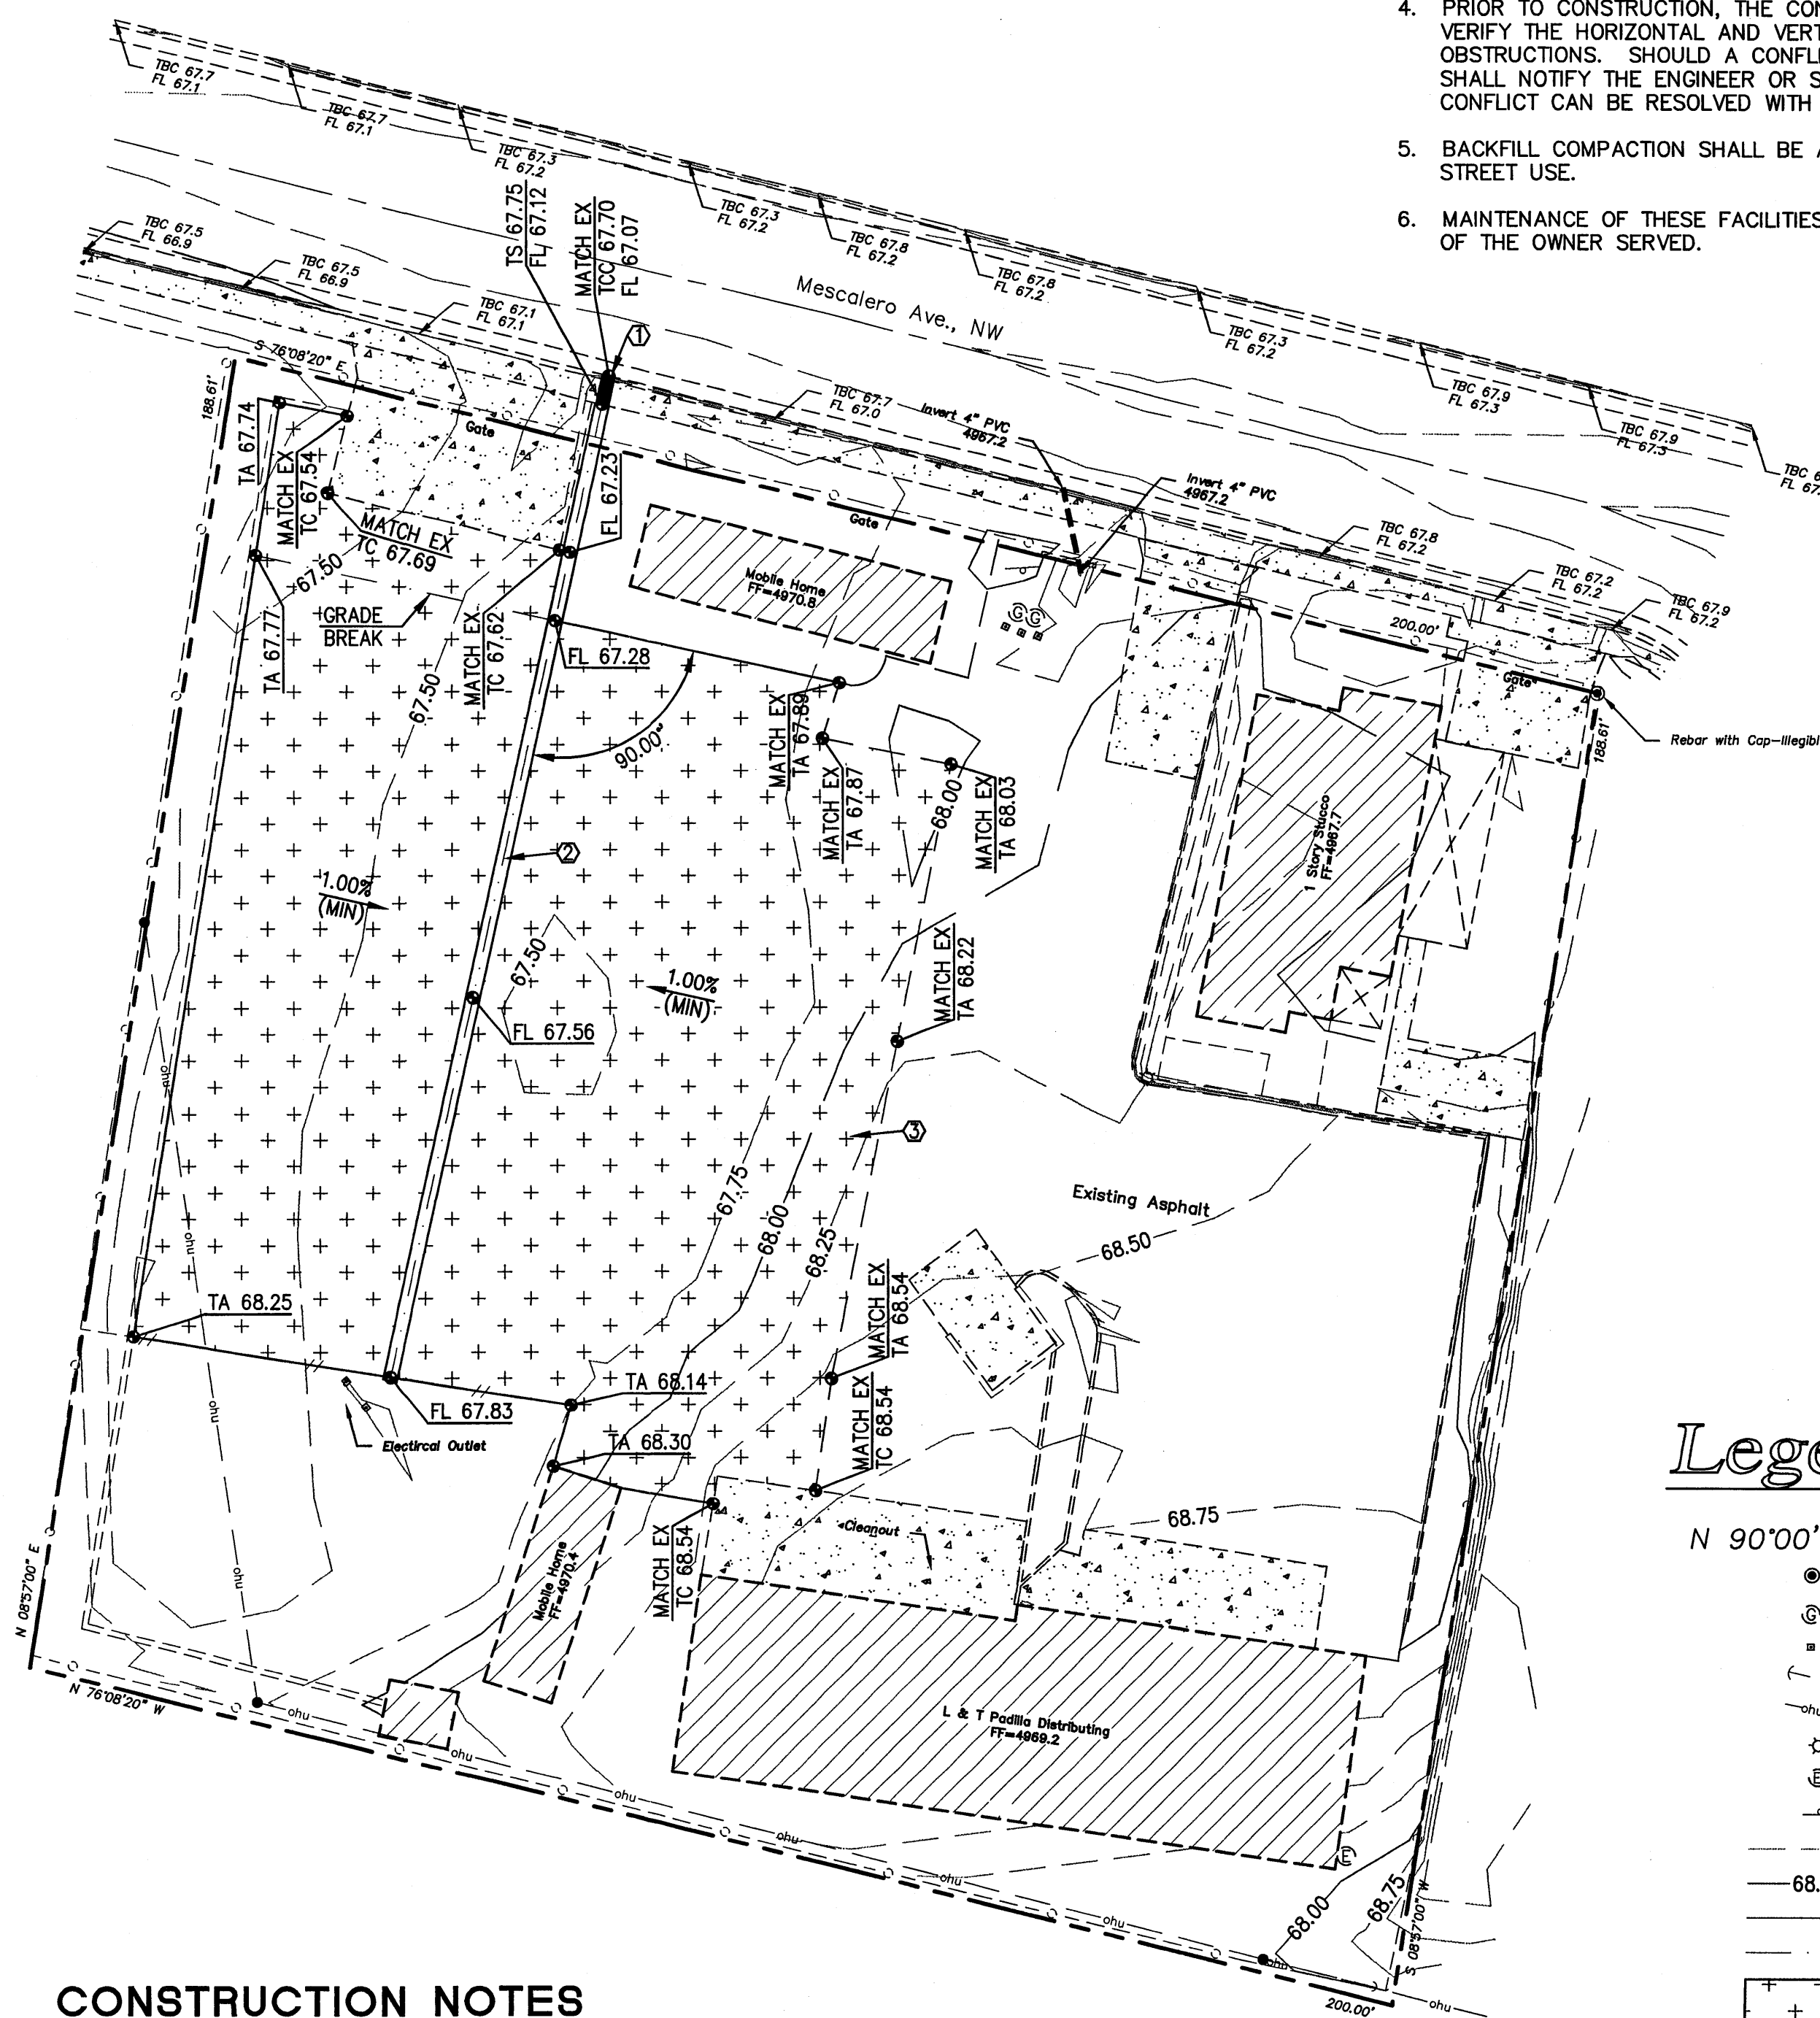 4. PRIOR TO CONSTRUCTION, THE
VERIFY THE HORIZONTAL AND
OBSTRUCTIONS. SHOULD A
SHALL NOTIFY THE ENGINEER OR
CONFLICT CAN BE RESOLVED WITH
5. BACKFILL COMPACTION SHALL BE
STREET USE.
6. MAINTENANCE OF THESE FACILITIES
OF THE OWNER SERVED.
TBC 67.7
FL 67.1
TBC 67.7
FL 67.1
TBC 67.3
FL 67.2
TBC 67.3
FL 67.2
TBC 67.8
FL 67.2
TBC 67.8
FL 67.2
TBC 67.3
FL 67.2
TBC 67.9
FL 67.3
TBC 67.9
FL 67.3
TBC
TBC 67.5
FL 66.9
TBC 67.5
FL 66.9
TBC 67.1
FL 67.1
TS 67.75
FL 67.12
MATCH EX
TCC 67.70
FL 67.07
1
Mescalero Ave., NW
TBC 67.7
FL 67.0
Invert 4" PVC
4967.2
Invert 4" PVC
4967.2
TBC 67.8
FL 67.2
TBC 67.2
FL 67.2
TBC 67.9
FL 67.2
S 76°08'20" E
188.61'
Gate
Gate
200.00'
Gate
TA 67.74
MATCH EX
TC 67.54
MATCH EX
TC 67.69
FL 67.23
67.50
GRADE
BREAK
TA 67.77
MATCH EX
TC 67.62
67.50
Mobile Home
FF=4970.8
GG
FL 67.28
90.00°
MATCH EX
TA 67.89
MATCH EX
TA 67.87
68.00
MATCH EX
TA 68.03
188.61'
1 Story Stucco
FF=4967.7
2
1.00%
(MIN)
67.50
1.00%
(MIN)
MATCH EX
TA 68.22
FL 67.56
3
ohu
ohu
67.75
68.00
68.25
Existing Asphalt
68.50
MATCH EX
TA 68.54
TA 68.25
TA 68.14
FL 67.83
Electircal Outlet
MATCH EX
TC 68.54
ohu
TA 68.30
MATCH EX
TC 68.54
Cleanout
68.75
Mobile Home
FF=4970.4
ohu
N 08°57'00" E
N 76°08'20" W
ohu
ohu
ohu
ohu
ohu
ohu
ohu
ohu
L & T Padilla Distributing
FF=4969.2
E
68.00
68.75
S 08°57'00" W
200.00'
N 90°00'
ohu
CONSTRUCTION NOTES